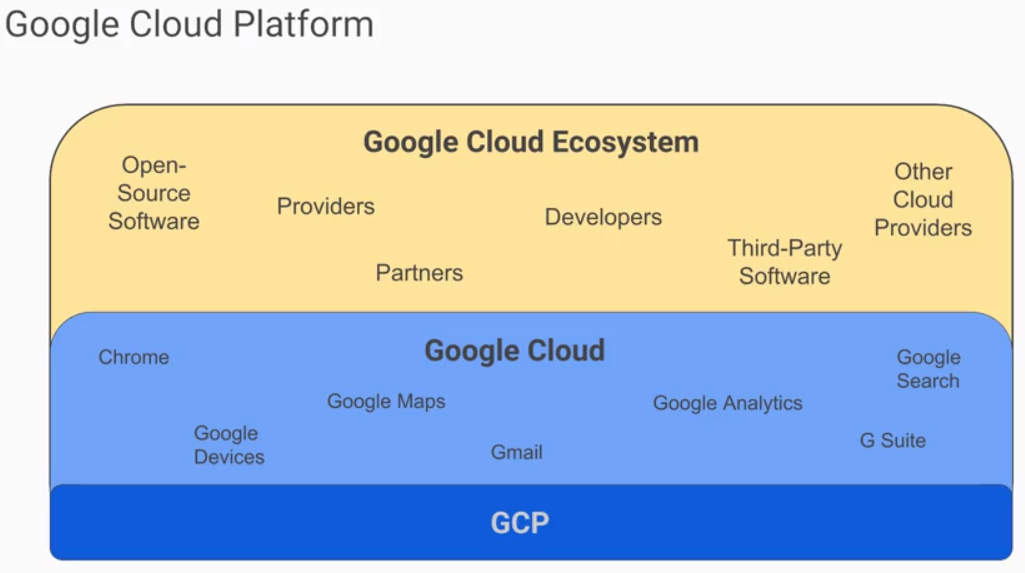 Google Cloud Platform
Google Cloud Ecosystem
Open-
Source
Software
Providers
Developers
Other
Cloud
Providers
Partners
Third-Party
Software
Google Cloud
Chrome
Google
Search
Google Maps
Google Analytics
Google
Devices
Gmail
G Suite
GCP